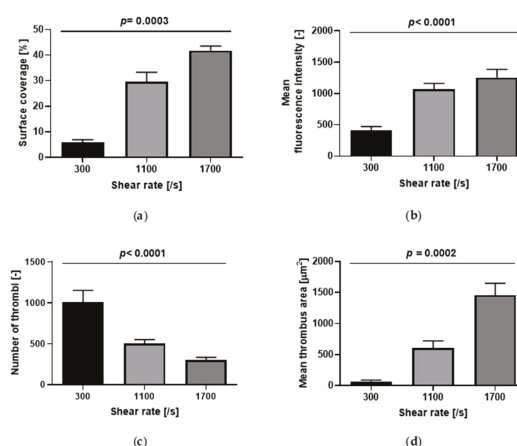 p= 0.0003
Surface coverage [%]
50
40
30
20
10
0
300 1100 1700
Shear rate [/s]
(a)
p< 0.0001
Mean
fluorescence intensity [-]
2000
1500
1000
500
0
300 1100 1700
Shear rate [/s]
(b)
p< 0.0001
Number of thrombi [-]
1500
1000
500
0
300 1100 1700
Shear rate [/s]
(c)
p = 0.0002
Mean thrombus area [μm²]
2000
1500
1000
500
0
300 1100 1700
Shear rate [/s]
(d)